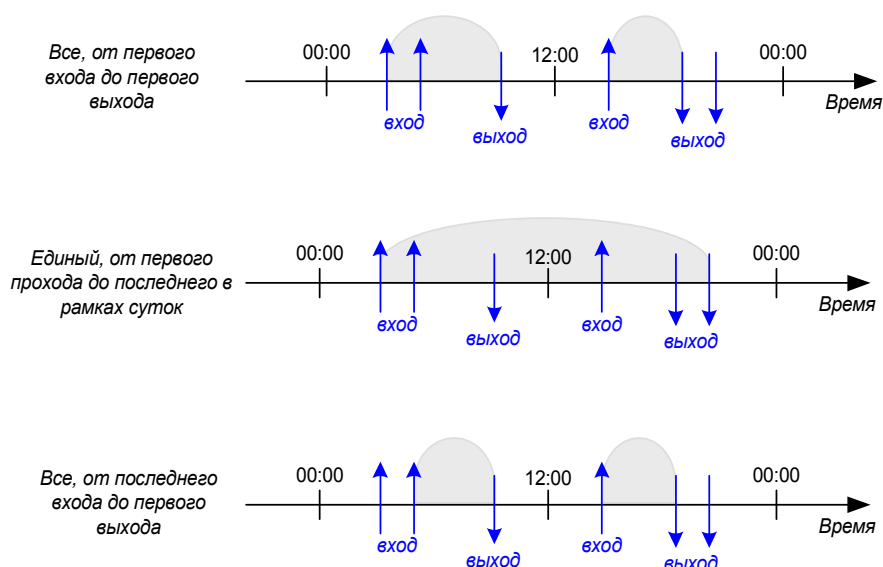 Все, от первого
входа до первого
выхода
00:00
12:00
00:00
Время
вход
выход
вход
выход
Единый, от первого
прохода до последнего в
рамках суток
00:00
12:00
00:00
Время
вход
выход
вход
выход
Все, от последнего
входа до первого
выхода
00:00
12:00
00:00
Время
вход
выход
вход
выход